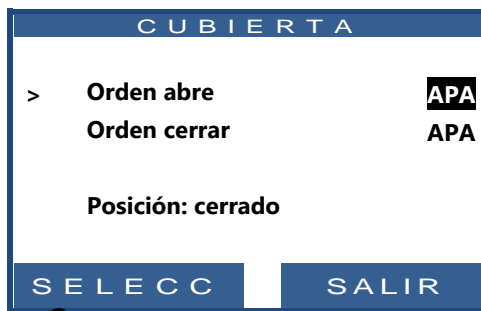 CUBIERTA
> Orden abre APA
Orden cerrar APA
Posición: cerrado
SELECC SALIR